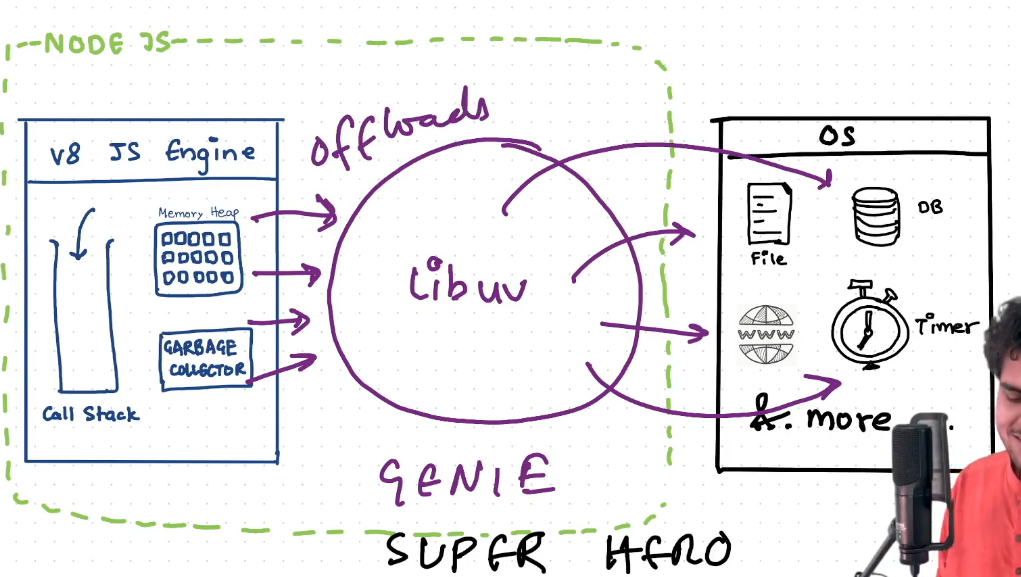 NODE JS
V8 JS Engine
Memory Heap
GARBAGE
COLLECTOR
Call Stack
Offloads
Libuv
GENIE
SUPER HERO
OS
File
DB
WWW
Timer
&. more . .